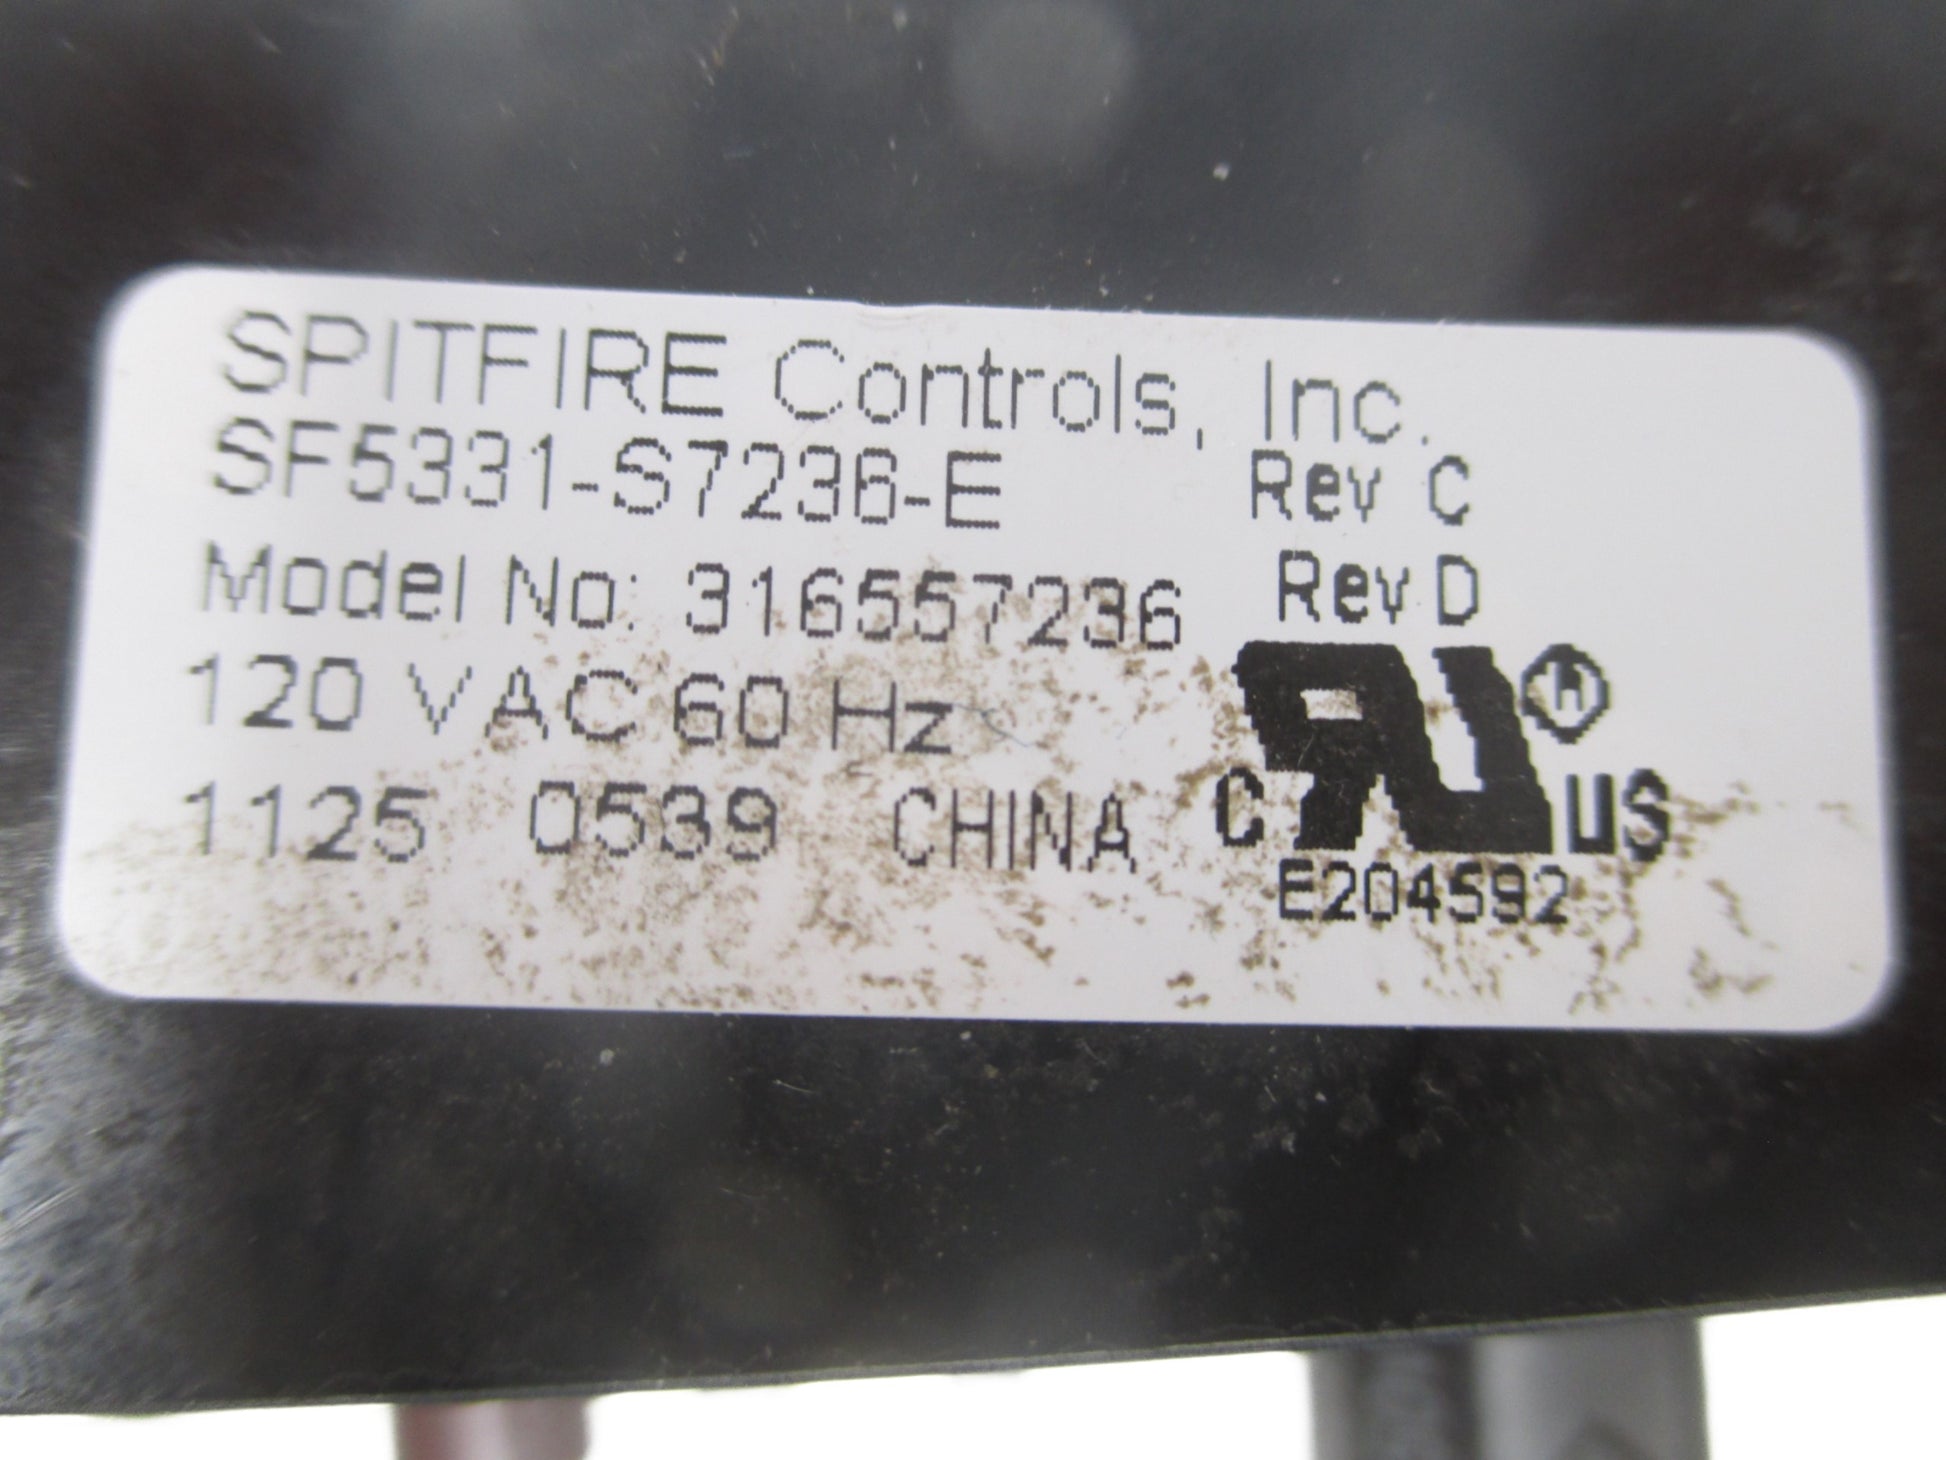 SPITFIRE Controls, Inc.
SF5331-S7236-E Rev C
Model No: 316557236 Rev D
120 VAC 60 Hz
1125 0539 CHINA
C US
E204592